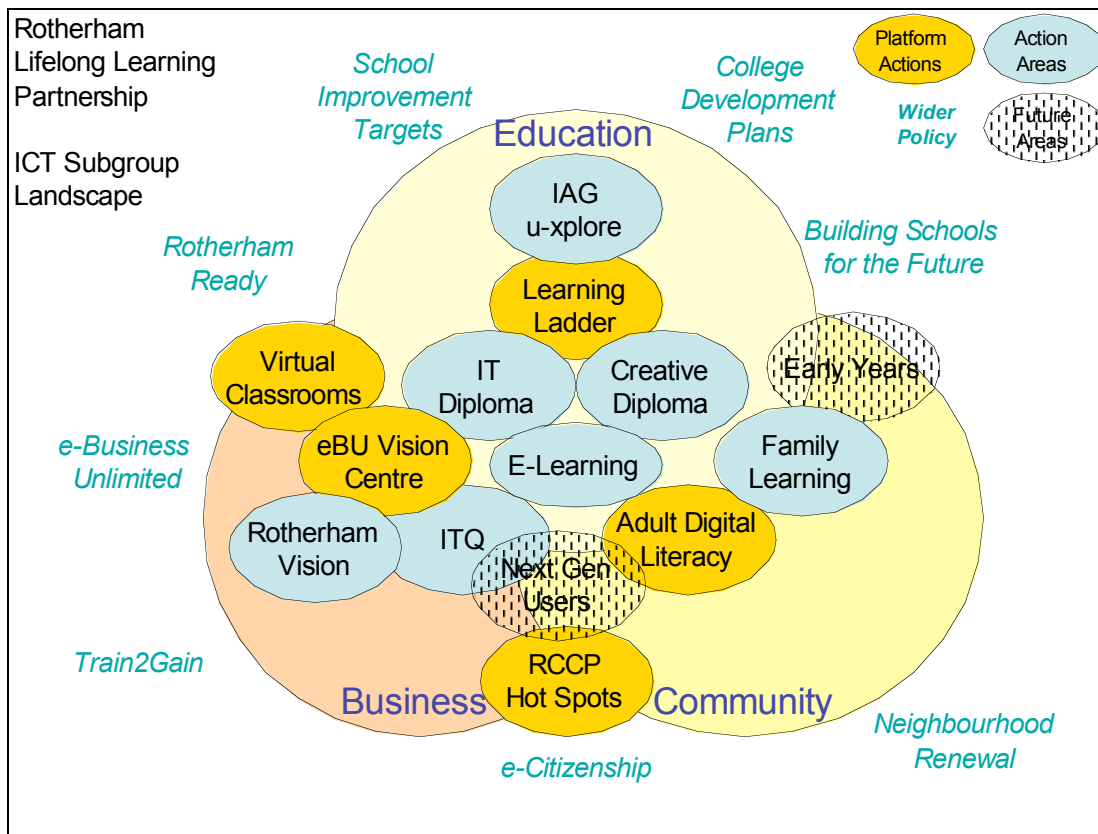 Rotherham
Lifelong Learning
Partnership
ICT Subgroup
Landscape
School
Improvement
Targets
College
Development
Plans
Platform
Actions
Action
Areas
Wider
Policy
Future
Areas
Education
IAG
u-xplore
Rotherham
Ready
Building Schools
for the Future
Learning
Ladder
Virtual
Classrooms
IT
Diploma
Creative
Diploma
Early Years
e-Business
Unlimited
eBU Vision
Centre
E-Learning
Family
Learning
Rotherham
Vision
ITQ
Adult Digital
Literacy
Next Gen
Users
Train2Gain
RCCP
Hot Spots
Business
Community
Neighbourhood
Renewal
e-Citizenship